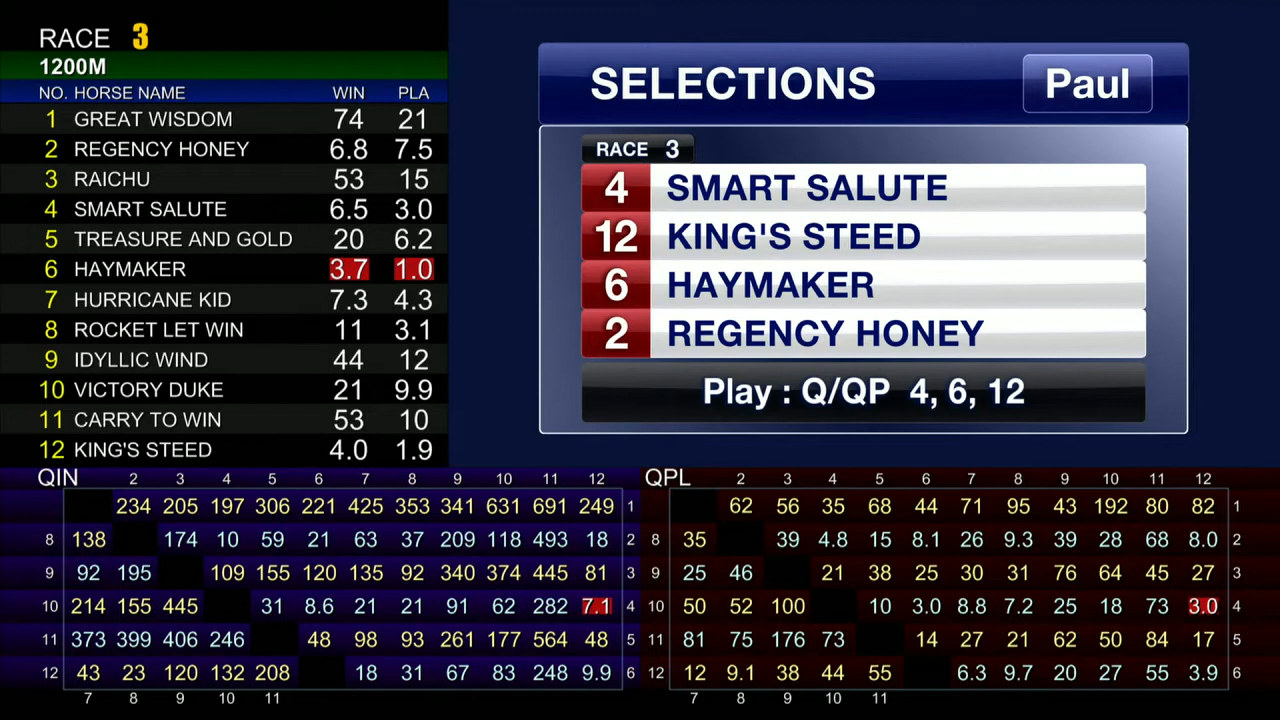 RACE 3
1200M
NO. HORSE NAME WIN PLA
1 GREAT WISDOM 74 21
2 REGENCY HONEY 6.8 7.5
3 RAICHU 53 15
4 SMART SALUTE 6.5 3.0
5 TREASURE AND GOLD 20 6.2
6 HAYMAKER 3.7 1.0
7 HURRICANE KID 7.3 4.3
8 ROCKET LET WIN 11 3.1
9 IDYLLIC WIND 44 12
10 VICTORY DUKE 21 9.9
11 CARRY TO WIN 53 10
12 KING'S STEED 4.0 1.9
SELECTIONS Paul
RACE 3
4 SMART SALUTE
12 KING'S STEED
6 HAYMAKER
2 REGENCY HONEY
Play : Q/QP 4, 6, 12
QIN 2 3 4 5 6 7 8 9 10 11 12
234 205 197 306 221 425 353 341 631 691 249 1
8 138 174 10 59 21 63 37 209 118 493 18 2
9 92 195 109 155 120 135 92 340 374 445 81 3
10 214 155 445 31 8.6 21 21 91 62 282 7.1 4
11 373 399 406 246 48 98 93 261 177 564 48 5
12 43 23 120 132 208 18 31 67 83 248 9.9 6
7 8 9 10 11
QPL 2 3 4 5 6 7 8 9 10 11 12
62 56 35 68 44 71 95 43 192 80 82 1
8 35 39 4.8 15 8.1 26 9.3 39 28 68 8.0 2
9 25 46 21 38 25 30 31 76 64 45 27 3
10 50 52 100 10 3.0 8.8 7.2 25 18 73 3.0 4
11 81 75 176 73 14 27 21 62 50 84 17 5
12 12 9.1 38 44 55 6.3 9.7 20 27 55 3.9 6
7 8 9 10 11